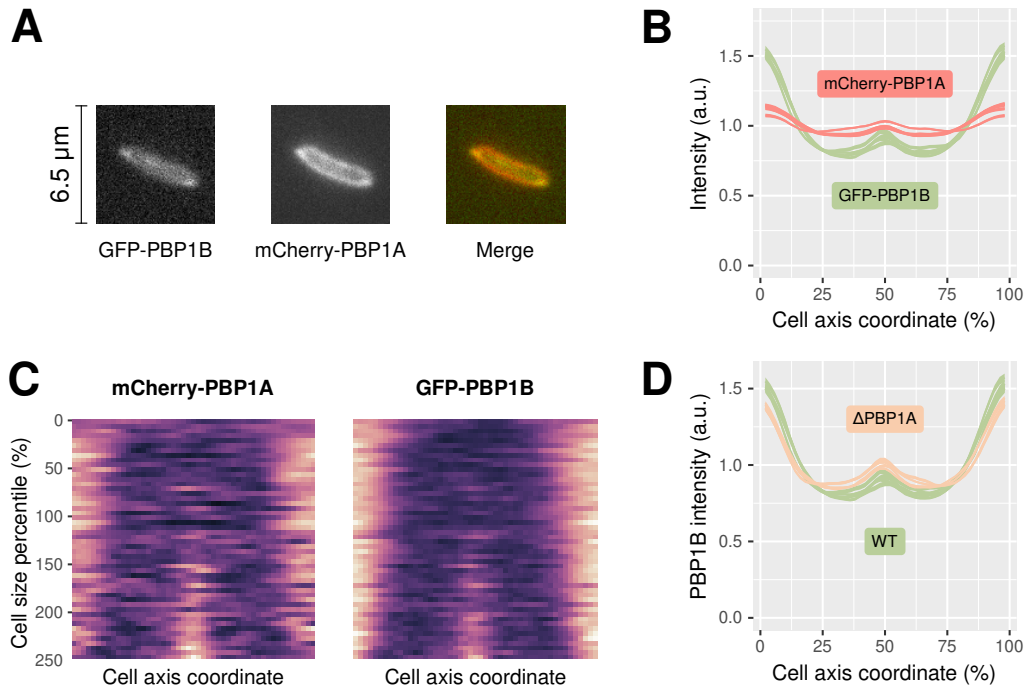 A
6.5 µm
GFP-PBP1B
mCherry-PBP1A
Merge
B
Intensity (a.u.)
1.5
1.0
0.5
0.0
mCherry-PBP1A
GFP-PBP1B
0 25 50 75 100
Cell axis coordinate (%)
C
mCherry-PBP1A
GFP-PBP1B
Cell size percentile (%)
0
50
100
150
200
250
Cell axis coordinate
Cell axis coordinate
D
PBP1B intensity (a.u.)
1.5
1.0
0.5
0.0
ΔPBP1A
WT
0 25 50 75 100
Cell axis coordinate (%)